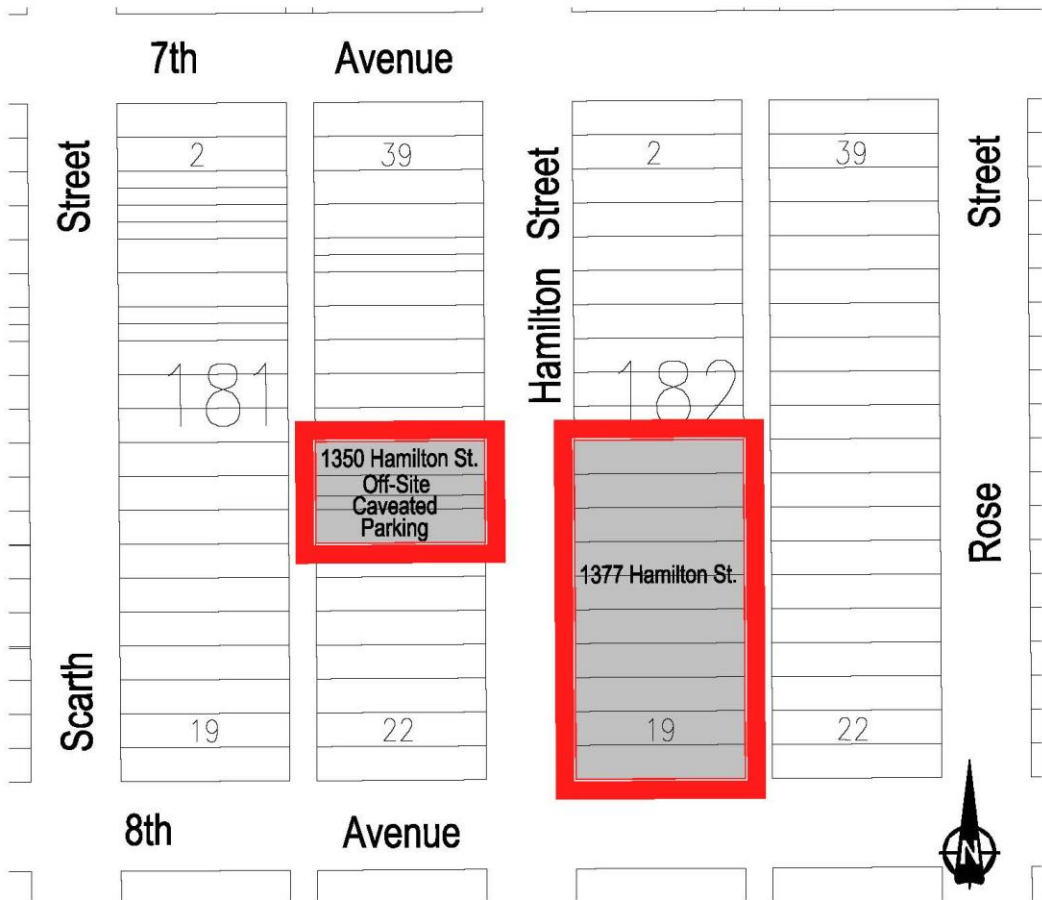 7th Avenue
2
39
2
39
Street
Hamilton Street
Street
181
182
1350 Hamilton St.
Off-Site
Caveated
Parking
1377 Hamilton St.
Rose
Scarth
19
22
19
22
8th Avenue
N